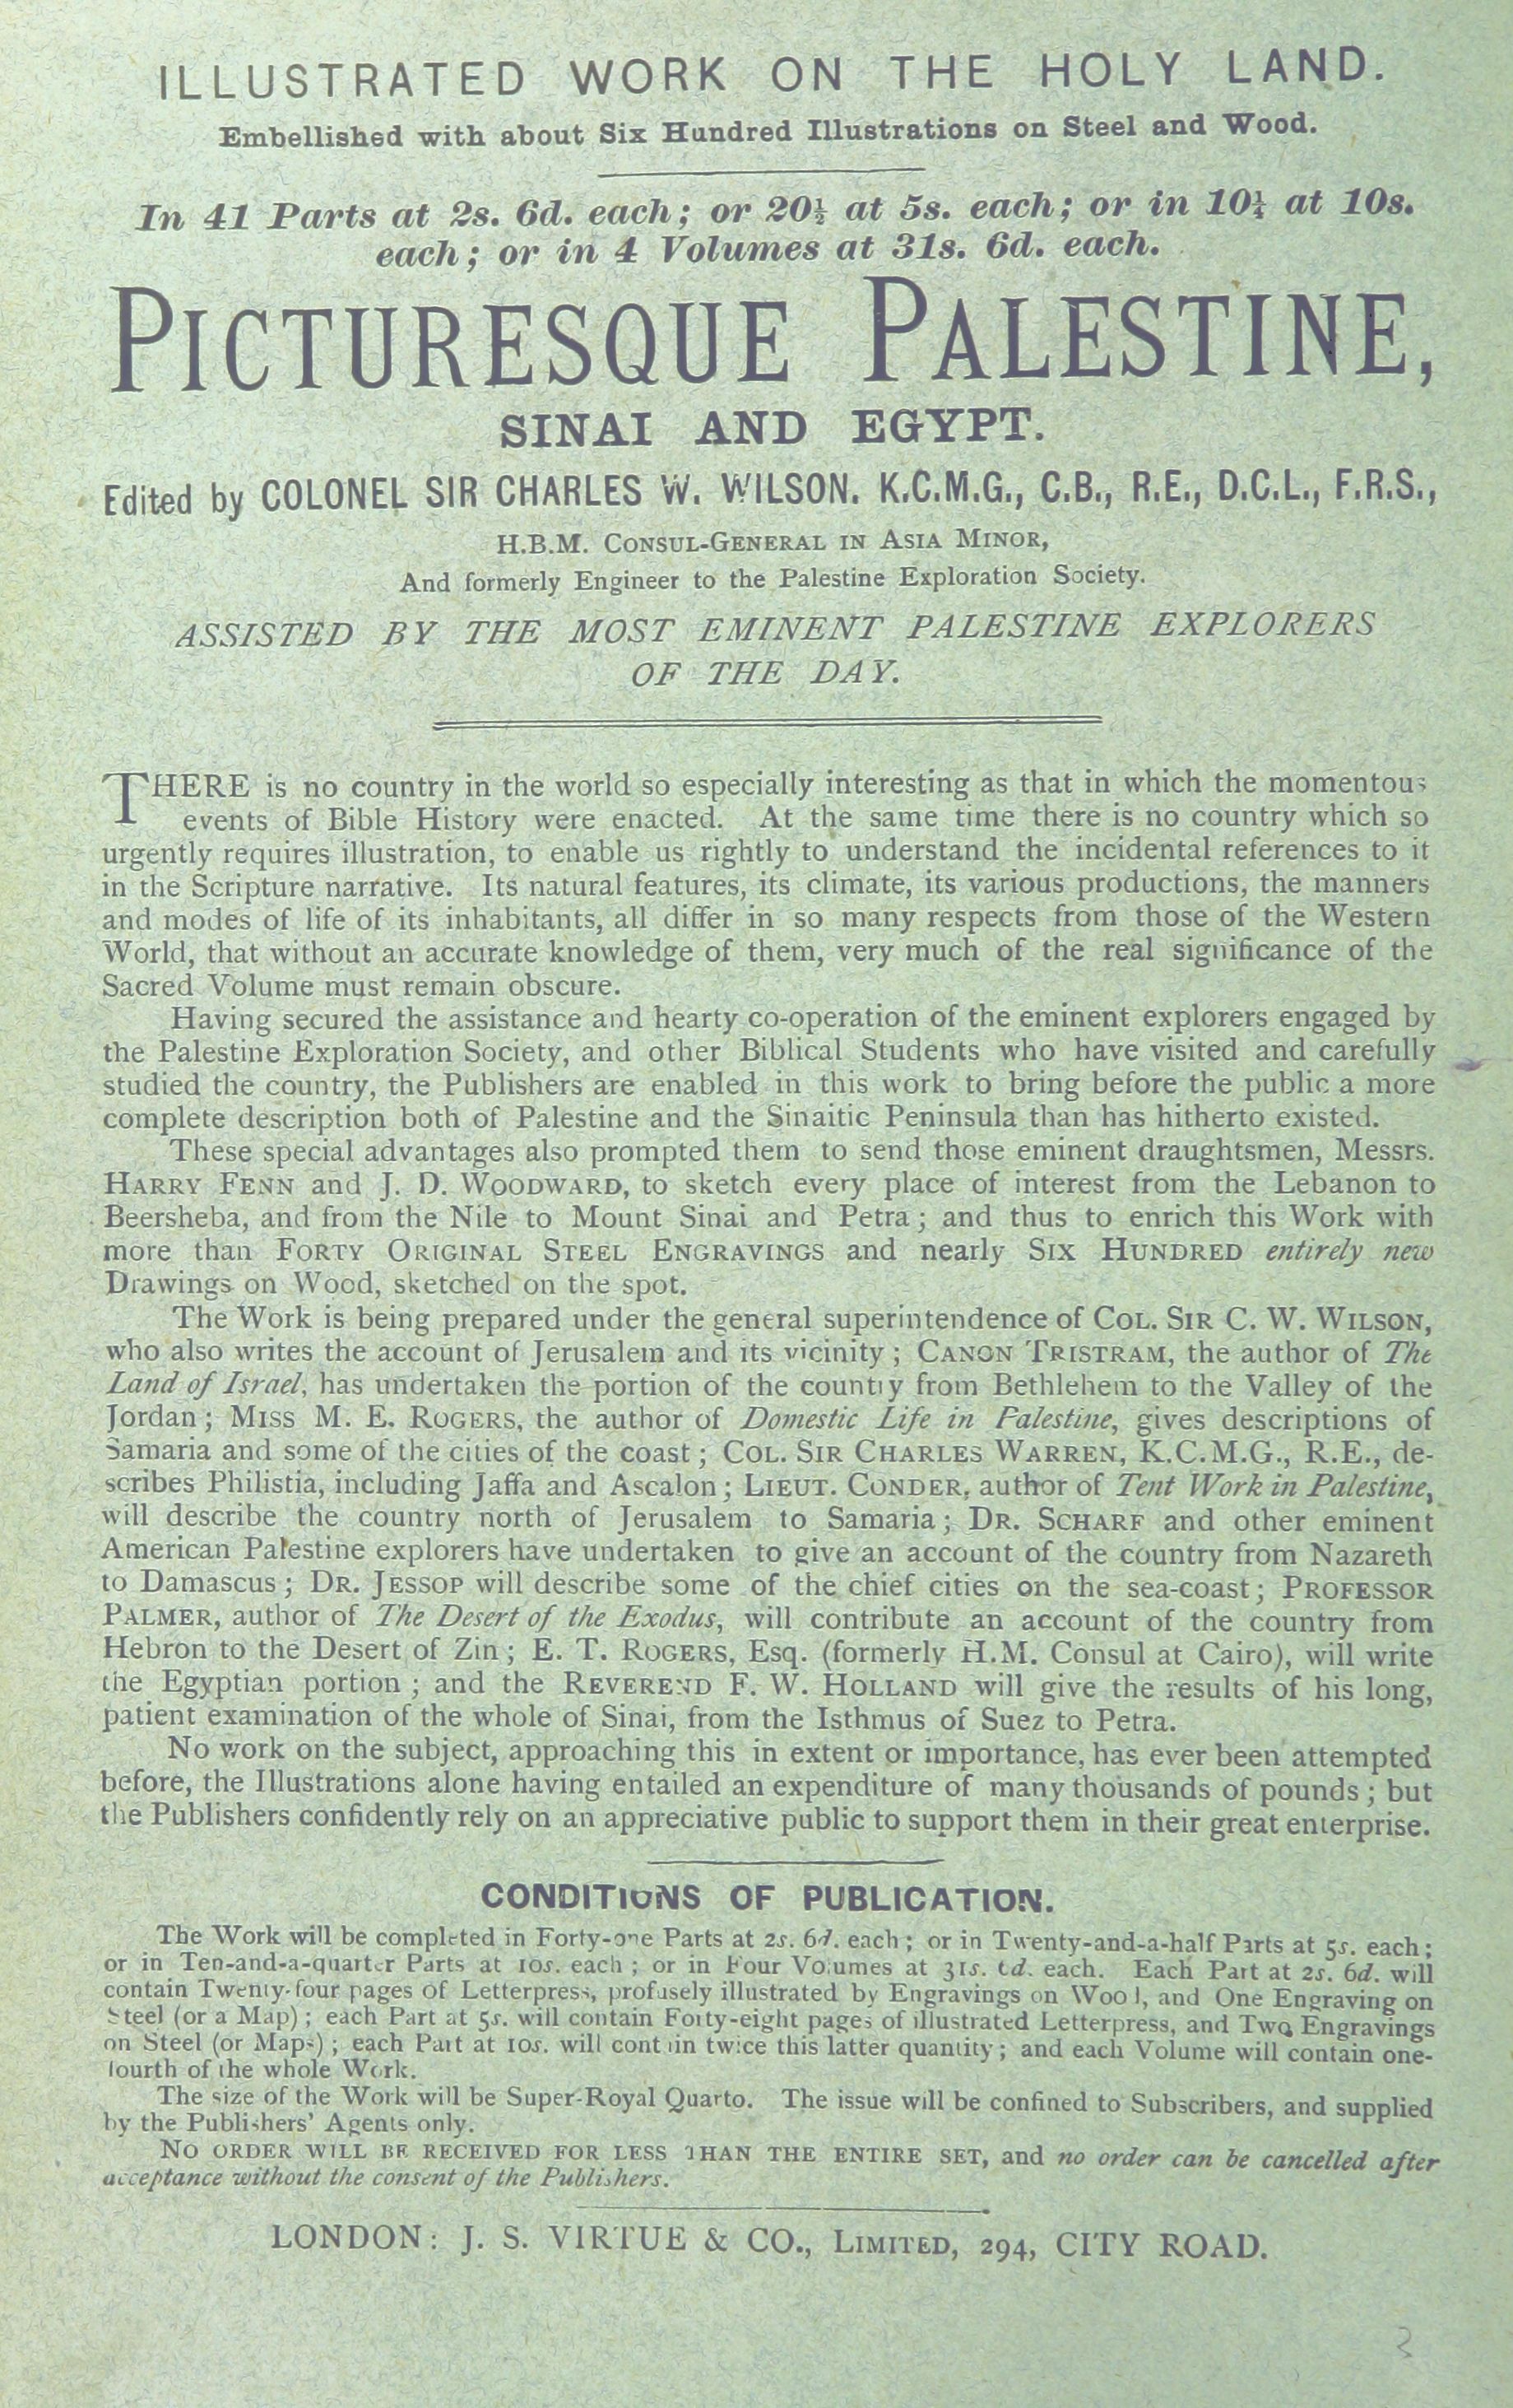 ILLUSTRATED WORK ON THE HOLY LAND.
Embellished with about Six Hundred Illustrations on Steel and Wood.
In 41 Parts at 2s. 6d. each; or 20½ at 5s. each; or in 10¼ at 10s.
each; or in 4 Volumes at 31s. 6d. each.
PICTURESQUE PALESTINE,
SINAI AND EGYPT.
Edited by COLONEL SIR CHARLES W. WILSON. K.C.M.G., C.B., R.E., D.C.L., F.R.S.,
H.B.M. CONSUL-GENERAL IN ASIA MINOR,
And formerly Engineer to the Palestine Exploration Society.
ASSISTED BY THE MOST EMINENT PALESTINE EXPLORERS
OF THE DAY.
THERE is no country in the world so especially interesting as that in which the momentous
events of Bible History were enacted. At the same time there is no country which so
urgently requires illustration, to enable us rightly to understand the incidental references to it
in the Scripture narrative. Its natural features, its climate, its various productions, the manners
and modes of life of its inhabitants, all differ in so many respects from those of the Western
World, that without an accurate knowledge of them, very much of the real significance of the
Sacred Volume must remain obscure.
Having secured the assistance and hearty co-operation of the eminent explorers engaged by
the Palestine Exploration Society, and other Biblical Students who have visited and carefully
studied the country, the Publishers are enabled in this work to bring before the public a more
complete description both of Palestine and the Sinaitic Peninsula than has hitherto existed.
These special advantages also prompted them to send those eminent draughtsmen, Messrs.
HARRY FENN and J. D. WOODWARD, to sketch every place of interest from the Lebanon to
Beersheba, and from the Nile to Mount Sinai and Petra; and thus to enrich this Work with
more than FORTY ORIGINAL STEEL ENGRAVINGS and nearly SIX HUNDRED entirely new
Drawings on Wood, sketched on the spot.
The Work is being prepared under the general superintendence of COL. SIR C. W. WILSON,
who also writes the account of Jerusalem and its vicinity; CANON TRISTRAM, the author of The
Land of Israel, has undertaken the portion of the country from Bethlehem to the Valley of the
Jordan; MISS M. E. ROGERS, the author of Domestic Life in Palestine, gives descriptions of
Samaria and some of the cities of the coast; COL. SIR CHARLES WARREN, K.C.M.G., R.E., de-
scribes Philistia, including Jaffa and Ascalon; LIEUT. CONDER, author of Tent Work in Palestine,
will describe the country north of Jerusalem to Samaria; DR. SCHARF and other eminent
American Palestine explorers have undertaken to give an account of the country from Nazareth
to Damascus; DR. JESSOP will describe some of the chief cities on the sea-coast; PROFESSOR
PALMER, author of The Desert of the Exodus, will contribute an account of the country from
Hebron to the Desert of Zin; E. T. ROGERS, Esq. (formerly H.M. Consul at Cairo), will write
the Egyptian portion; and the REVEREND F. W. HOLLAND will give the results of his long,
patient examination of the whole of Sinai, from the Isthmus of Suez to Petra.
No work on the subject, approaching this in extent or importance, has ever been attempted
before, the Illustrations alone having entailed an expenditure of many thousands of pounds; but
the Publishers confidently rely on an appreciative public to support them in their great enterprise.
CONDITIONS OF PUBLICATION.
The Work will be completed in Forty-one Parts at 2s. 6d. each; or in Twenty-and-a-half Parts at 5s. each;
or in Ten-and-a-quarter Parts at 10s. each; or in Four Volumes at 31s. 6d. each. Each Part at 2s. 6d. will
contain Twenty-four pages of Letterpress, profusely illustrated by Engravings on Wood, and One Engraving on
Steel (or a Map); each Part at 5s. will contain Forty-eight pages of illustrated Letterpress, and Two Engravings
on Steel (or Maps); each Part at 10s. will contain twice this latter quantity; and each Volume will contain one-
fourth of the whole Work.
The size of the Work will be Super-Royal Quarto. The issue will be confined to Subscribers, and supplied
by the Publishers' Agents only.
NO ORDER WILL BE RECEIVED FOR LESS THAN THE ENTIRE SET, and no order can be cancelled after
acceptance without the consent of the Publishers.
LONDON: J. S. VIRTUE & CO., LIMITED, 294, CITY ROAD.
3